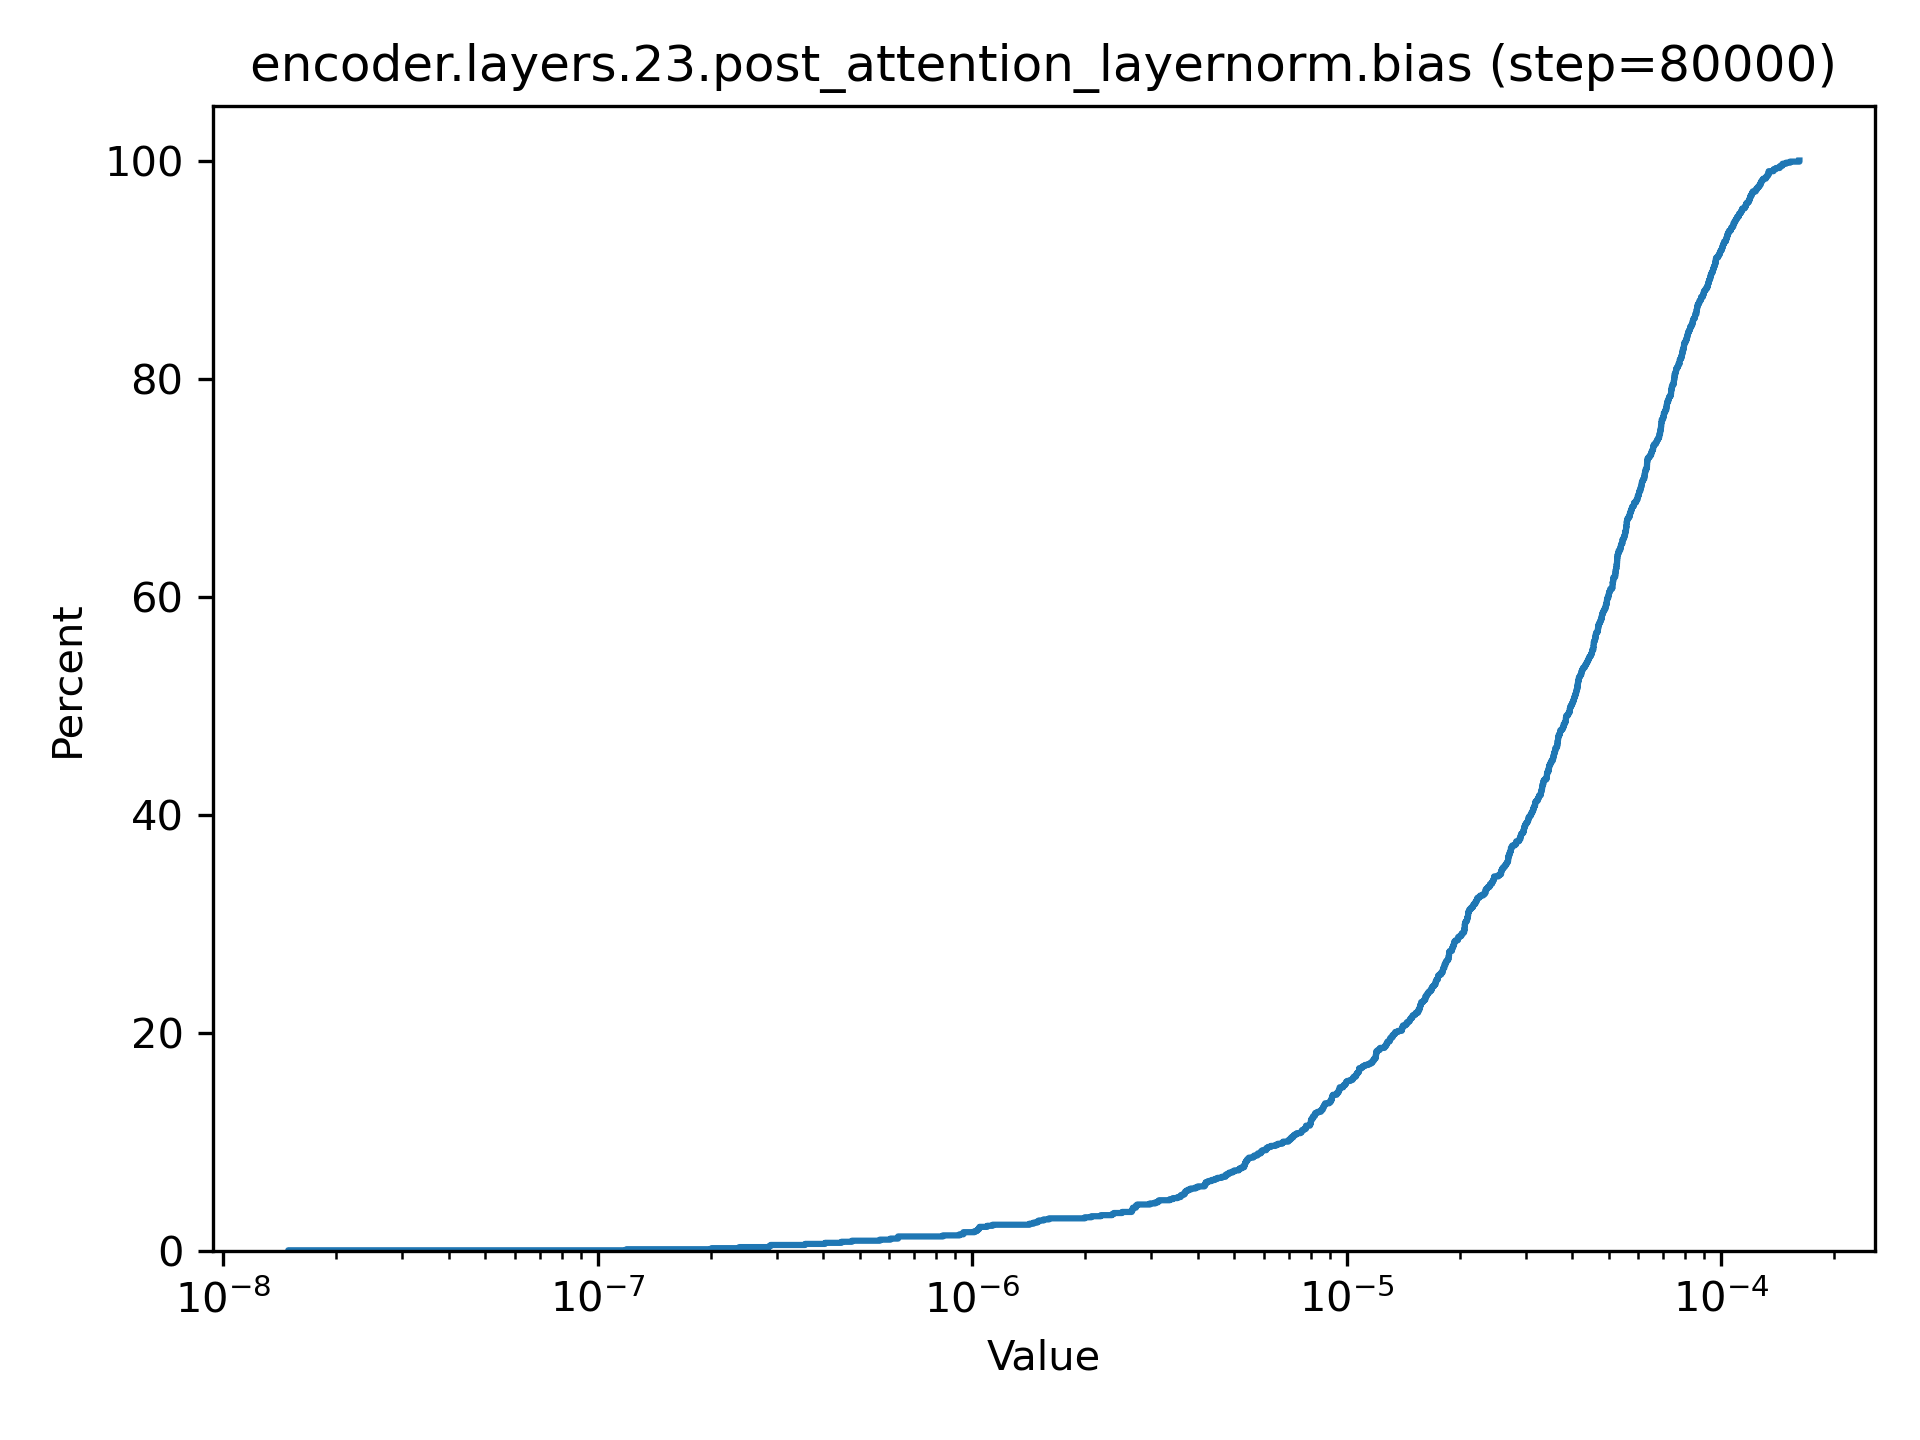 encoder.layers.23.post_attention_layernorm.bias (step=80000)
100
80
60
40
20
0
Percent
10⁻⁸ 10⁻⁷ 10⁻⁶ 10⁻⁵ 10⁻⁴
Value